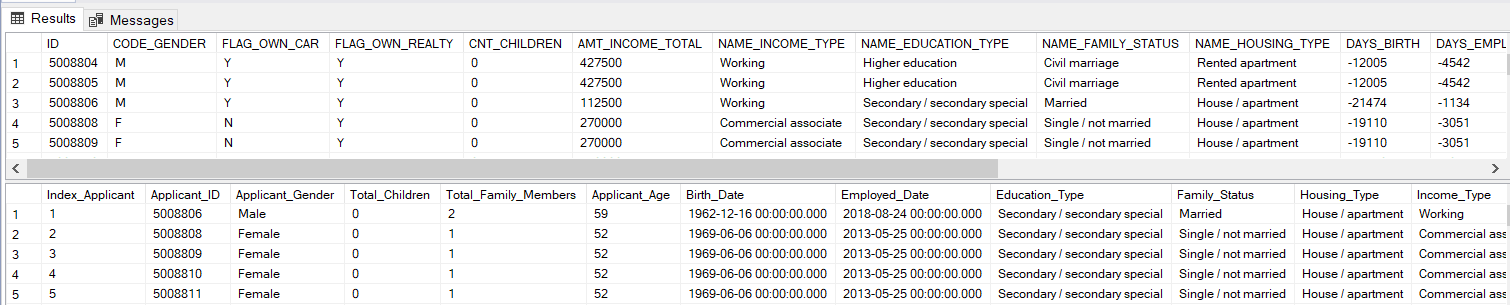 Results Messages
ID CODE_GENDER FLAG_OWN_CAR FLAG_OWN_REALTY CNT_CHILDREN AMT_INCOME_TOTAL NAME_INCOME_TYPE NAME_EDUCATION_TYPE NAME_FAMILY_STATUS NAME_HOUSING_TYPE DAYS_BIRTH DAYS_EMPL
1 5008804 M Y Y 0 427500 Working Higher education Civil marriage Rented apartment -12005 -4542
2 5008805 M Y Y 0 427500 Working Higher education Civil marriage Rented apartment -12005 -4542
3 5008806 M Y Y 0 112500 Working Secondary / secondary special Married House / apartment -21474 -1134
4 5008808 F N Y 0 270000 Commercial associate Secondary / secondary special Single / not married House / apartment -19110 -3051
5 5008809 F N Y 0 270000 Commercial associate Secondary / secondary special Single / not married House / apartment -19110 -3051
Index_Applicant Applicant_ID Applicant_Gender Total_Children Total_Family_Members Applicant_Age Birth_Date Employed_Date Education_Type Family_Status Housing_Type Income_Type
1 1 5008806 Male 0 2 59 1962-12-16 00:00:00.000 2018-08-24 00:00:00.000 Secondary / secondary special Married House / apartment Working
2 2 5008808 Female 0 1 52 1969-06-06 00:00:00.000 2013-05-25 00:00:00.000 Secondary / secondary special Single / not married House / apartment Commercial ass
3 3 5008809 Female 0 1 52 1969-06-06 00:00:00.000 2013-05-25 00:00:00.000 Secondary / secondary special Single / not married House / apartment Commercial ass
4 4 5008810 Female 0 1 52 1969-06-06 00:00:00.000 2013-05-25 00:00:00.000 Secondary / secondary special Single / not married House / apartment Commercial ass
5 5 5008811 Female 0 1 52 1969-06-06 00:00:00.000 2013-05-25 00:00:00.000 Secondary / secondary special Single / not married House / apartment Commercial ass